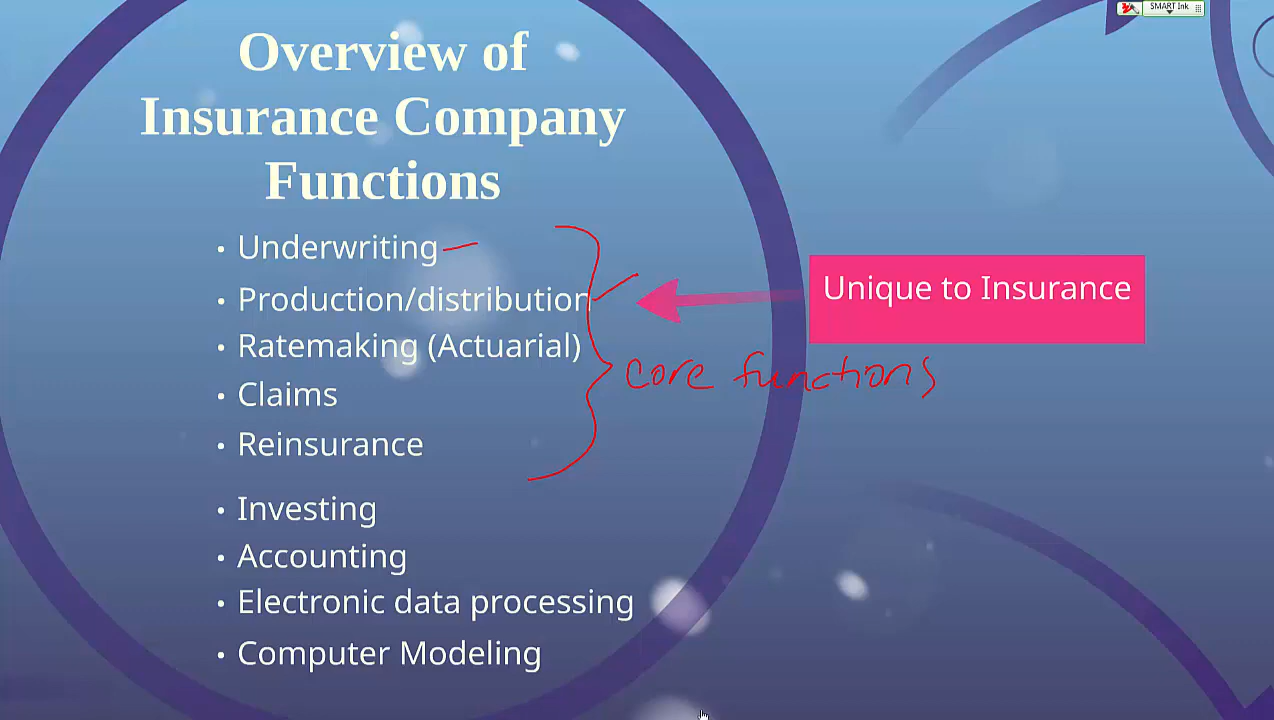 SMART Ink
Overview of
Insurance Company
Functions
• Underwriting
• Production/distribution
• Ratemaking (Actuarial)
• Claims
• Reinsurance
• Investing
• Accounting
• Electronic data processing
• Computer Modeling
Unique to Insurance
core functions